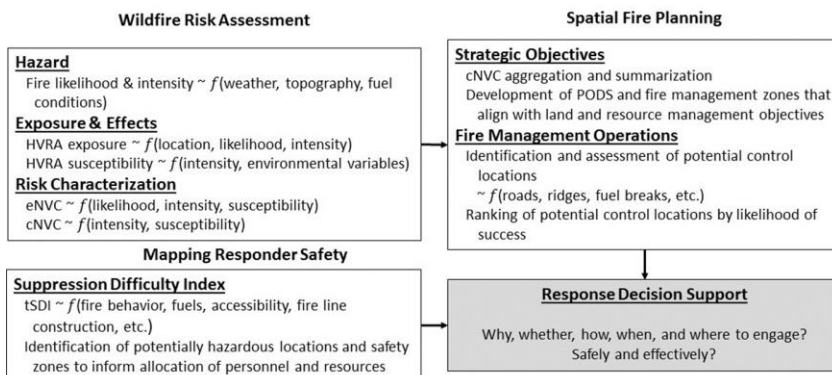 Wildfire Risk Assessment
Hazard
Fire likelihood & intensity ~ f(weather, topography, fuel
conditions)
Exposure & Effects
HVRA exposure ~ f(location, likelihood, intensity)
HVRA susceptibility ~ f(intensity, environmental variables)
Risk Characterization
eNVC ~ f(likelihood, intensity, susceptibility)
cNVC ~ f(intensity, susceptibility)
Mapping Responder Safety
Suppression Difficulty Index
tSDI ~ f(fire behavior, fuels, accessibility, fire line
construction, etc.)
Identification of potentially hazardous locations and safety
zones to inform allocation of personnel and resources
Spatial Fire Planning
Strategic Objectives
cNVC aggregation and summarization
Development of PODS and fire management zones that
align with land and resource management objectives
Fire Management Operations
Identification and assessment of potential control
locations
~ f(roads, ridges, fuel breaks, etc.)
Ranking of potential control locations by likelihood of
success
Response Decision Support
Why, whether, how, when, and where to engage?
Safely and effectively?